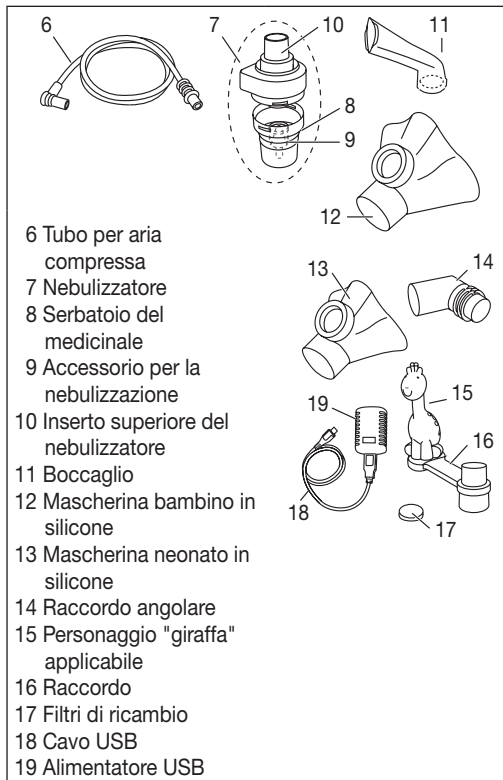 6
7
10
11
8
9
12
6 Tubo per aria
compressa
7 Nebulizzatore
8 Serbatoio del
medicinale
9 Accessorio per la
nebulizzazione
10 Inserto superiore del
nebulizzatore
11 Boccaglio
12 Mascherina bambino in
silicone
13 Mascherina neonato in
silicone
14 Raccordo angolare
15 Personaggio "giraffa"
applicabile
16 Raccordo
17 Filtri di ricambio
18 Cavo USB
19 Alimentatore USB
13
14
15
19
16
18
17